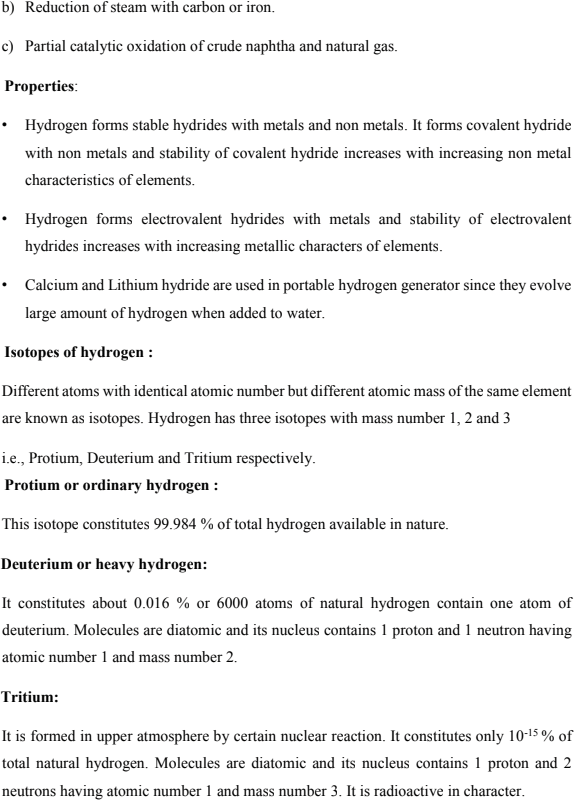 b) Reduction of steam with carbon or iron.
c) Partial catalytic oxidation of crude naphtha and natural gas.
Properties:
• Hydrogen forms stable hydrides with metals and non metals. It forms covalent hydride
with non metals and stability of covalent hydride increases with increasing non metal
characteristics of elements.
• Hydrogen forms electrovalent hydrides with metals and stability of electrovalent
hydrides increases with increasing metallic characters of elements.
• Calcium and Lithium hydride are used in portable hydrogen generator since they evolve
large amount of hydrogen when added to water.
Isotopes of hydrogen :
Different atoms with identical atomic number but different atomic mass of the same element
are known as isotopes. Hydrogen has three isotopes with mass number 1, 2 and 3
i.e., Protium, Deuterium and Tritium respectively.
Protium or ordinary hydrogen :
This isotope constitutes 99.984 % of total hydrogen available in nature.
Deuterium or heavy hydrogen:
It constitutes about 0.016 % or 6000 atoms of natural hydrogen contain one atom of
deuterium. Molecules are diatomic and its nucleus contains 1 proton and 1 neutron having
atomic number 1 and mass number 2.
Tritium:
It is formed in upper atmosphere by certain nuclear reaction. It constitutes only 10⁻¹⁵ % of
total natural hydrogen. Molecules are diatomic and its nucleus contains 1 proton and 2
neutrons having atomic number 1 and mass number 3. It is radioactive in character.